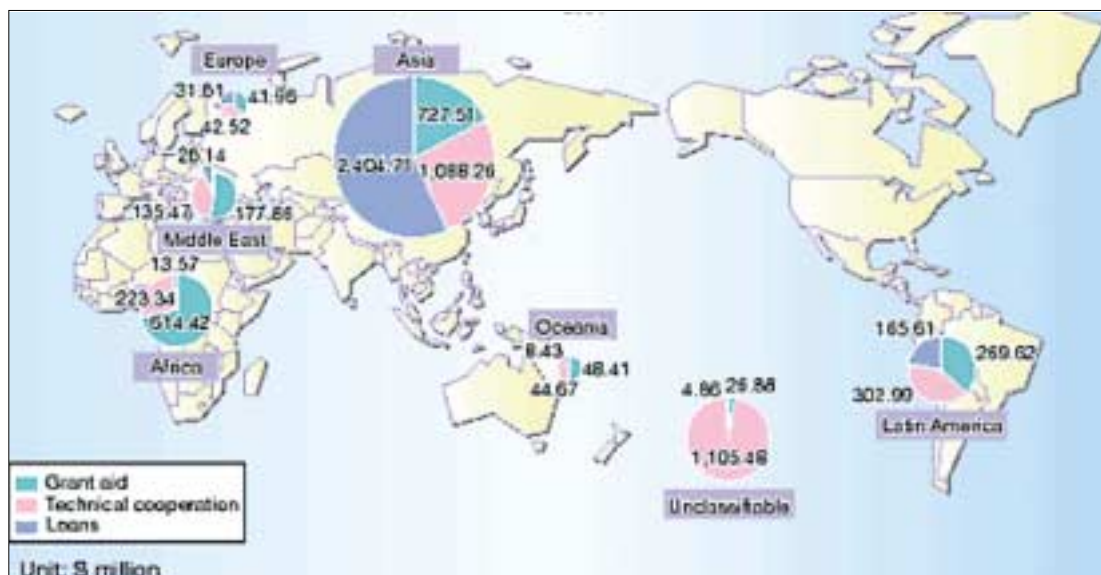 Europe
31.61
41.96
42.52
Asia
727.51
2,404.71
1,088.26
26.14
135.47
177.86
Middle East
13.57
223.34
614.42
Africa
Oceania
8.43
48.41
44.67
4.86
26.88
1,105.48
Unclassifiable
165.61
269.62
302.99
Latin America
Grant aid
Technical cooperation
Loans
Unit: $ million